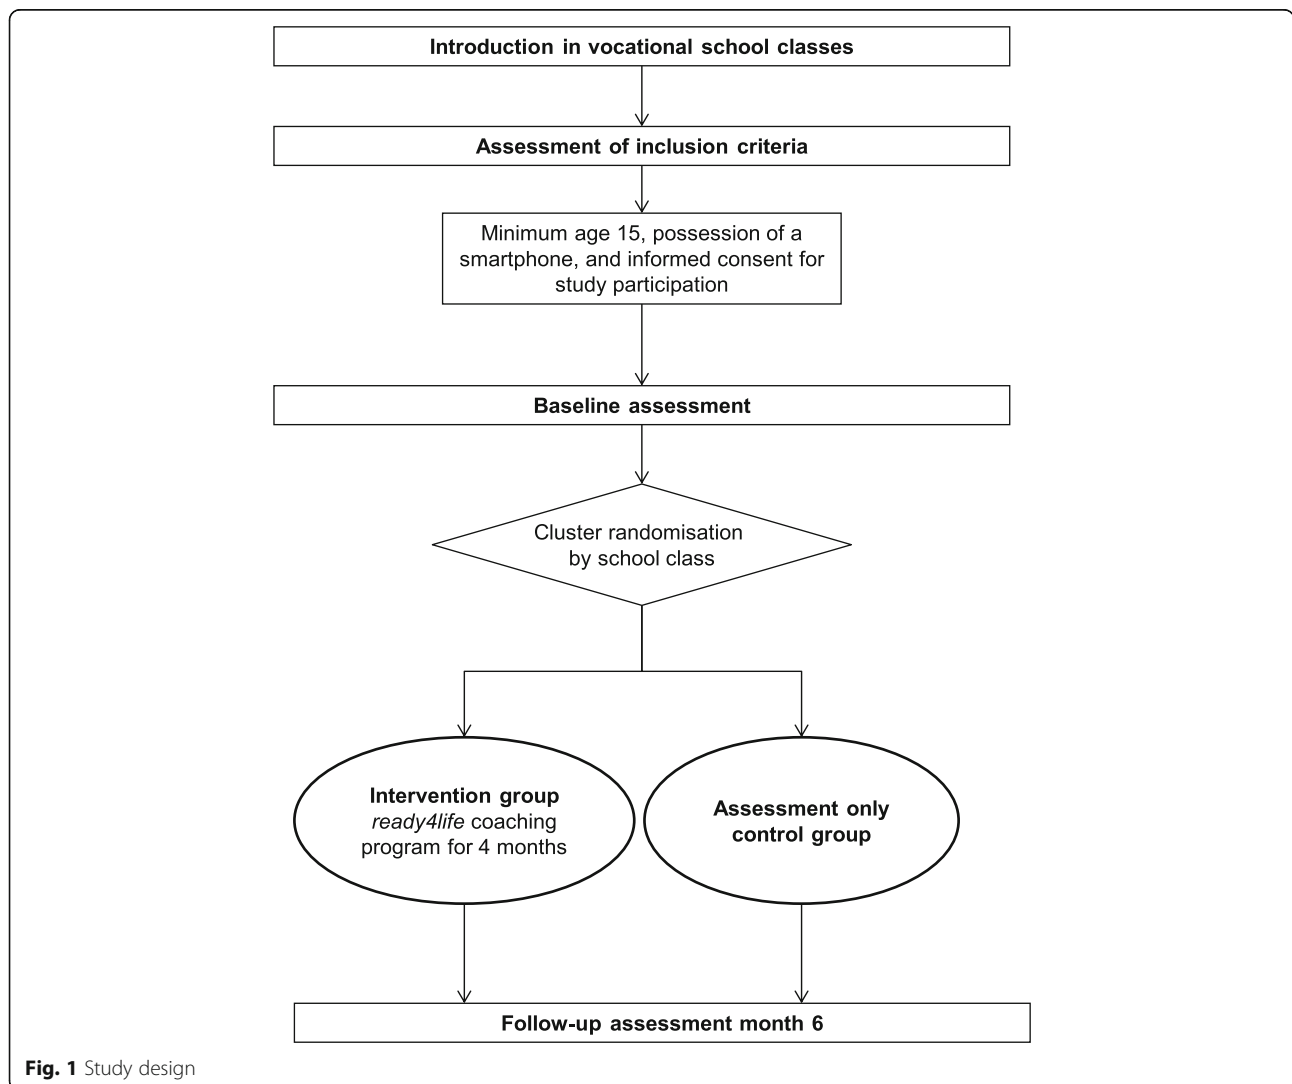 Introduction in vocational school classes
Assessment of inclusion criteria
Minimum age 15, possession of a
smartphone, and informed consent for
study participation
Baseline assessment
Cluster randomisation
by school class
Intervention group
ready4life coaching
program for 4 months
Assessment only
control group
Follow-up assessment month 6
Fig. 1 Study design